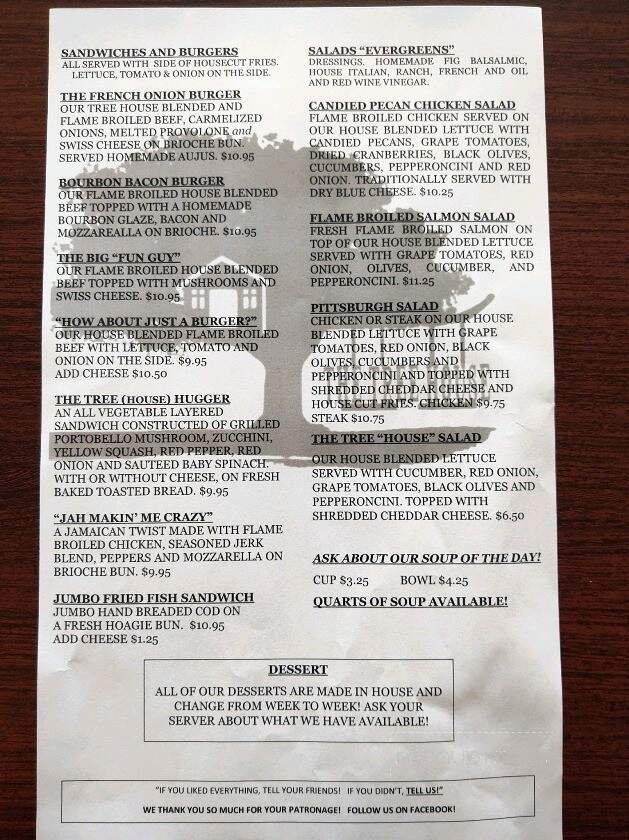 SANDWICHES AND BURGERS
ALL SERVED WITH SIDE OF HOUSECUT FRIES.
LETTUCE, TOMATO & ONION ON THE SIDE.
THE FRENCH ONION BURGER
OUR TREE HOUSE BLENDED AND
FLAME BROILED BEEF, CARMELIZED
ONIONS, MELTED PROVOLONE and
SWISS CHEESE ON BRIOCHE BUN.
SERVED HOMEMADE AUJUS. $10.95
BOURBON BACON BURGER
OUR FLAME BROILED HOUSE BLENDED
BEEF TOPPED WITH A HOMEMADE
BOURBON GLAZE, BACON AND
MOZZAREALLA ON BRIOCHE. $10.95
THE BIG "FUN GUY"
OUR FLAME BROILED HOUSE BLENDED
BEEF TOPPED WITH MUSHROOMS AND
SWISS CHEESE. $10.95
"HOW ABOUT JUST A BURGER?"
OUR HOUSE BLENDED FLAME BROILED
BEEF WITH LETTUCE, TOMATO AND
ONION ON THE SIDE. $9.95
ADD CHEESE $10.50
THE TREE (HOUSE) HUGGER
AN ALL VEGETABLE LAYERED
SANDWICH CONSTRUCTED OF GRILLED
PORTOBELLO MUSHROOM, ZUCCHINI,
YELLOW SQUASH, RED PEPPER, RED
ONION AND SAUTEED BABY SPINACH.
WITH OR WITHOUT CHEESE, ON FRESH
BAKED TOASTED BREAD. $9.95
"JAH MAKIN' ME CRAZY"
A JAMAICAN TWIST MADE WITH FLAME
BROILED CHICKEN, SEASONED JERK
BLEND, PEPPERS AND MOZZARELLA ON
BRIOCHE BUN. $9.95
JUMBO FRIED FISH SANDWICH
JUMBO HAND BREADED COD ON
A FRESH HOAGIE BUN. $10.95
ADD CHEESE $1.25
SALADS "EVERGREENS"
DRESSINGS. HOMEMADE FIG BALSALMIC,
HOUSE ITALIAN, RANCH, FRENCH AND OIL
AND RED WINE VINEGAR.
CANDIED PECAN CHICKEN SALAD
FLAME BROILED CHICKEN SERVED ON
OUR HOUSE BLENDED LETTUCE WITH
CANDIED PECANS, GRAPE TOMATOES,
DRIED CRANBERRIES, BLACK OLIVES,
CUCUMBERS, PEPPERONCINI AND RED
ONION. TRADITIONALLY SERVED WITH
DRY BLUE CHEESE. $10.25
FLAME BROILED SALMON SALAD
FRESH FLAME BROILED SALMON ON
TOP OF OUR HOUSE BLENDED LETTUCE
SERVED WITH GRAPE TOMATOES, RED
ONION, OLIVES, CUCUMBER, AND
PEPPERONCINI. $11.25
PITTSBURGH SALAD
CHICKEN OR STEAK ON OUR HOUSE
BLENDED LETTUCE WITH GRAPE
TOMATOES, RED ONION, BLACK
OLIVES, CUCUMBERS AND
PEPPERONCINI AND TOPPED WITH
SHREDDED CHEDDAR CHEESE AND
HOUSE CUT FRIES. CHICKEN $9.75
STEAK $10.75
THE TREE HOUSE
THE TREE "HOUSE" SALAD
OUR HOUSE BLENDED LETTUCE
SERVED WITH CUCUMBER, RED ONION,
GRAPE TOMATOES, BLACK OLIVES AND
PEPPERONCINI. TOPPED WITH
SHREDDED CHEDDAR CHEESE. $6.50
ASK ABOUT OUR SOUP OF THE DAY!
CUP $3.25 BOWL $4.25
QUARTS OF SOUP AVAILABLE!
DESSERT
ALL OF OUR DESSERTS ARE MADE IN HOUSE AND
CHANGE FROM WEEK TO WEEK! ASK YOUR
SERVER ABOUT WHAT WE HAVE AVAILABLE!
"IF YOU LIKED EVERYTHING, TELL YOUR FRIENDS! IF YOU DIDN'T, TELL US!"
WE THANK YOU SO MUCH FOR YOUR PATRONAGE! FOLLOW US ON FACEBOOK!